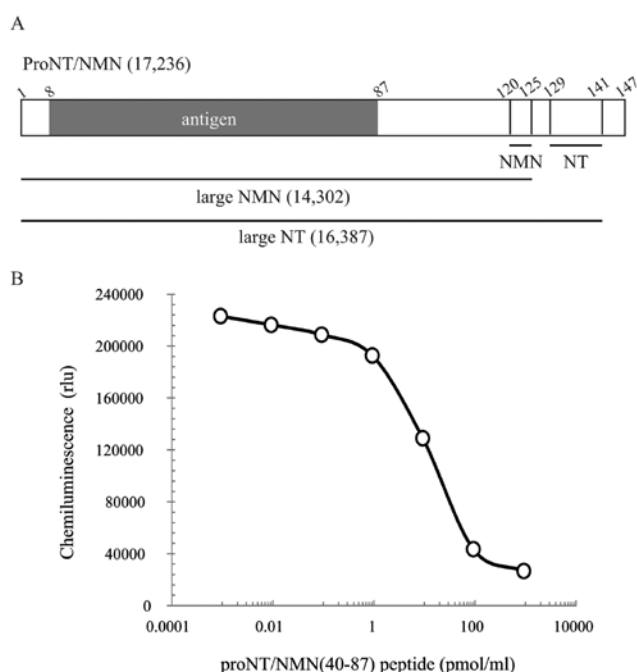 A
ProNT/NMN (17,236)
1 8 87 120 125 129 141 147
antigen
NMN NT
large NMN (14,302)
large NT (16,387)
B
240000
200000
160000
120000
80000
40000
0
Chemiluminescence (rlu)
0.0001 0.01 1 100 10000
proNT/NMN(40-87) peptide (pmol/ml)